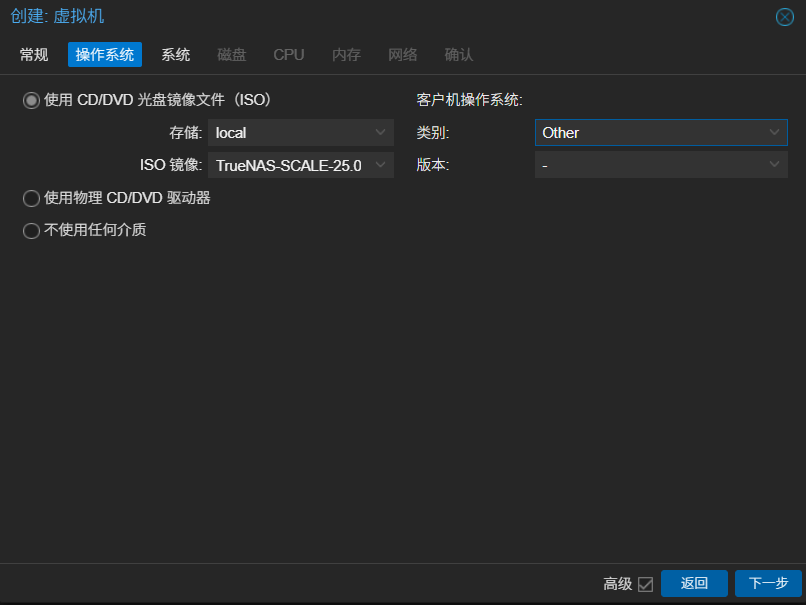 创建: 虚拟机
常规 操作系统 系统 磁盘 CPU 内存 网络 确认
使用 CD/DVD 光盘镜像文件（ISO） 客户机操作系统:
存储: local 类别: Other
ISO 镜像: TrueNAS-SCALE-25.0 版本: -
使用物理 CD/DVD 驱动器
不使用任何介质
高级 返回 下一步